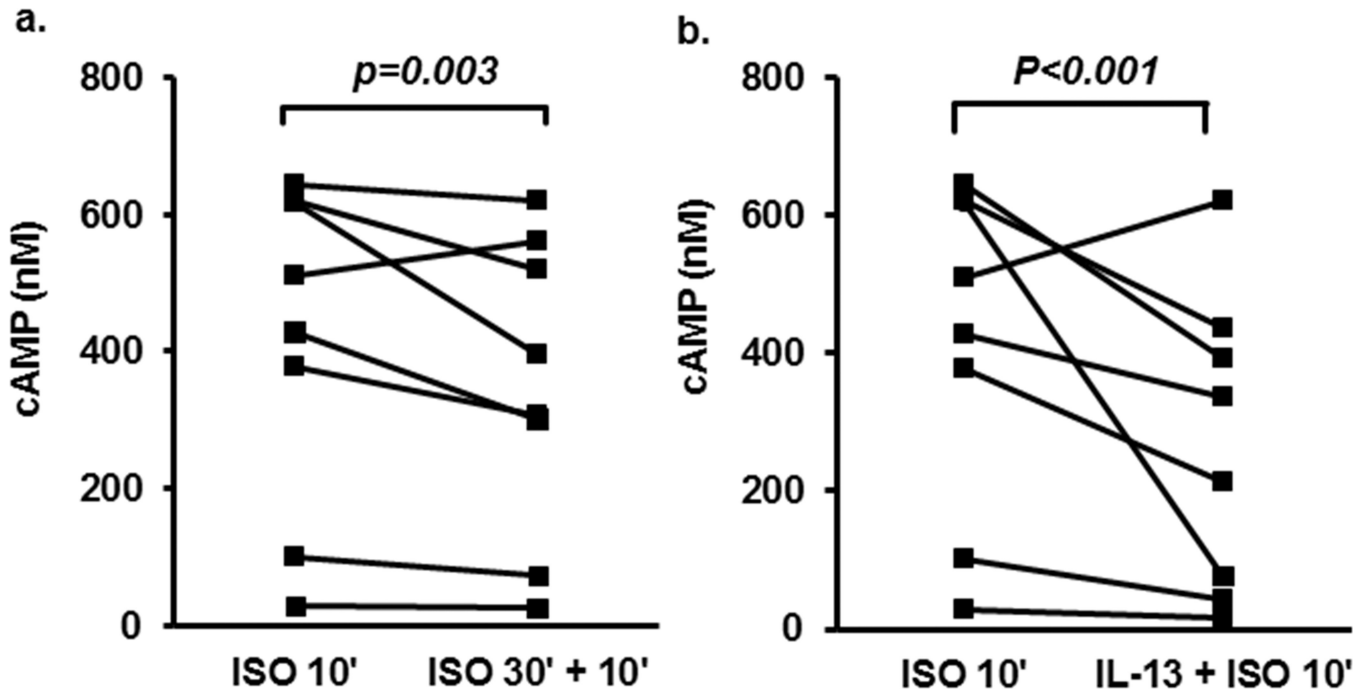 a.
p=0.003
800
600
400
200
0
cAMP (nM)
ISO 10' ISO 30' + 10'
b.
P<0.001
800
600
400
200
0
cAMP (nM)
ISO 10' IL-13 + ISO 10'